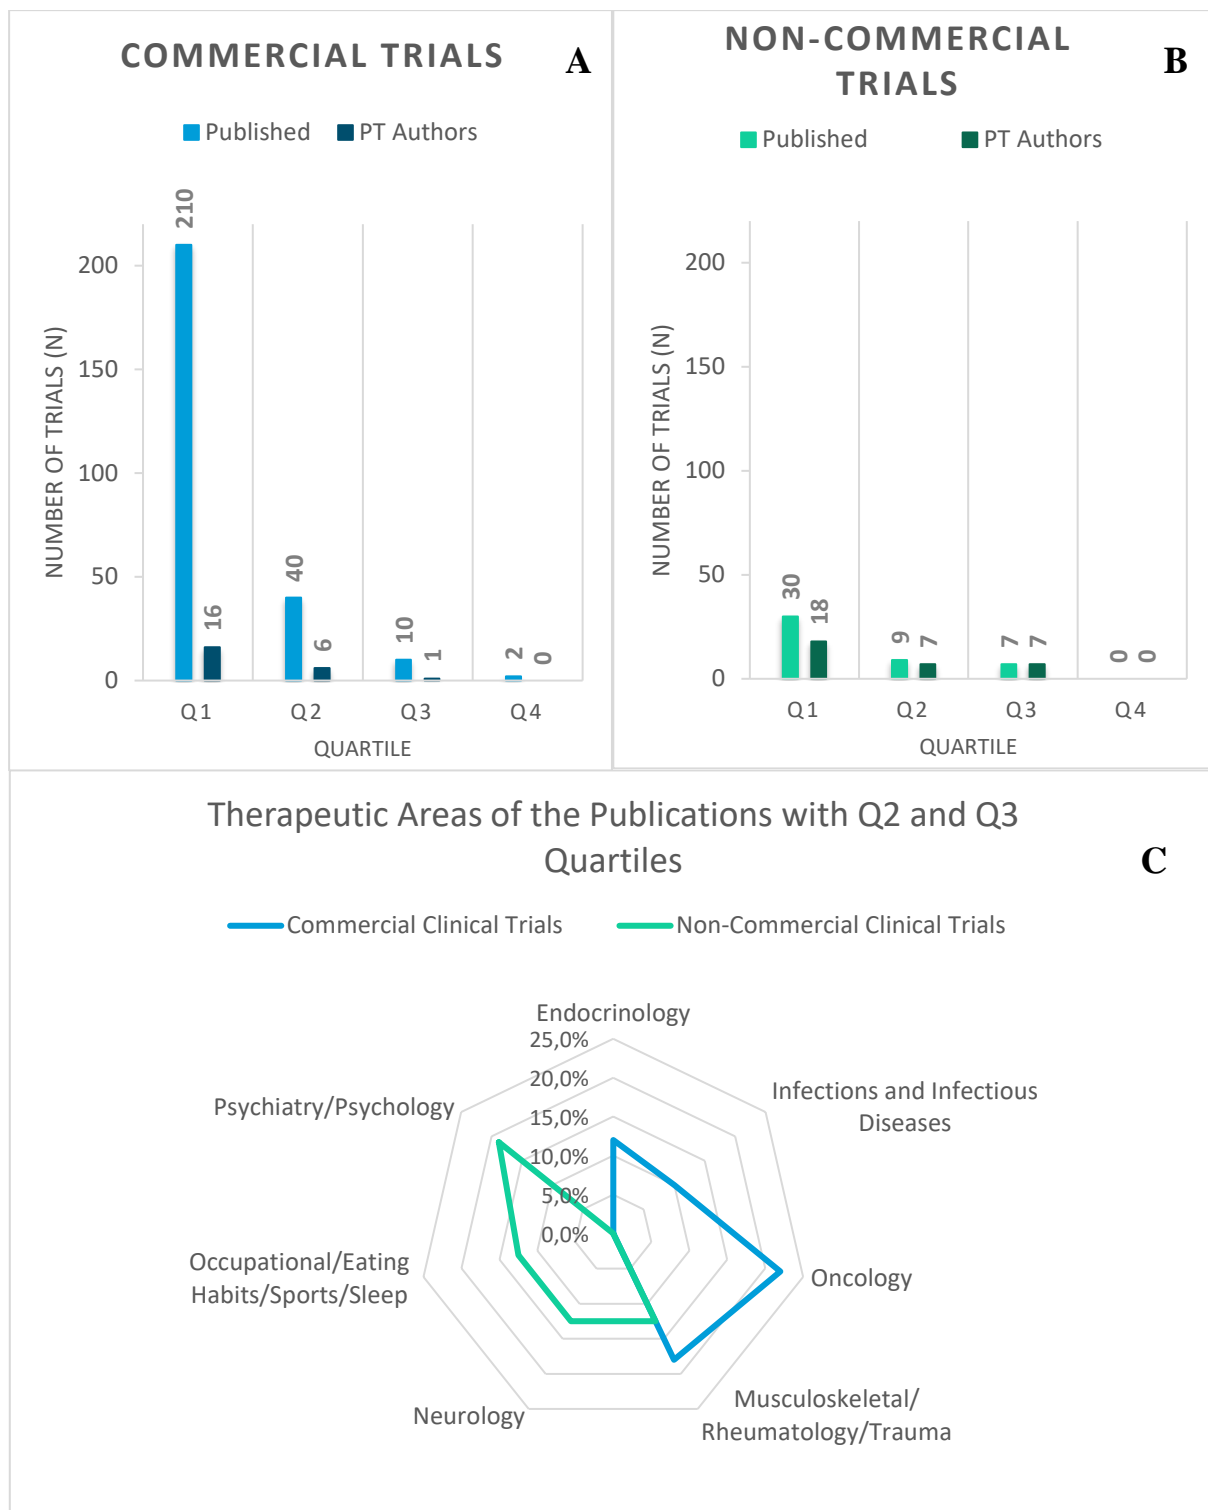 COMMERCIAL TRIALS
A
Published
PT Authors
NUMBER OF TRIALS (N)
200
150
100
50
0
210
16
40
6
10
1
2
0
Q1
Q2
Q3
Q4
QUARTILE
NON-COMMERCIAL
TRIALS
B
Published
PT Authors
NUMBER OF TRIALS (N)
200
150
100
50
0
30
18
9
7
7
7
0
0
Q1
Q2
Q3
Q4
QUARTILE
Therapeutic Areas of the Publications with Q2 and Q3
Quartiles
C
Commercial Clinical Trials
Non-Commercial Clinical Trials
Endocrinology
25,0%
20,0%
15,0%
10,0%
5,0%
0,0%
Infections and Infectious
Diseases
Oncology
Musculoskeletal/
Rheumatology/Trauma
Neurology
Occupational/Eating
Habits/Sports/Sleep
Psychiatry/Psychology